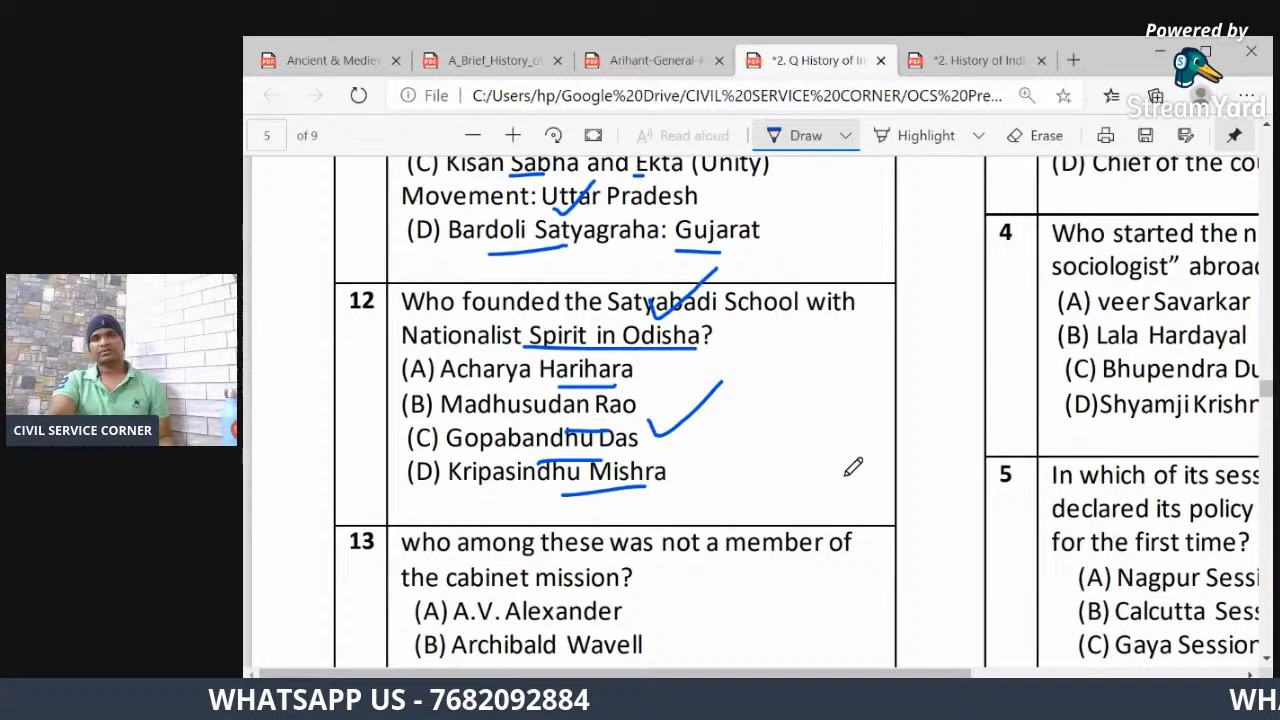 Powered by
StreamYard
Ancient & Mediev
A_Brief_History_o
Arihant-General-
*2. Q History of In
*2. History of Indi
File
C:/Users/hp/Google%20Drive/CIVIL%20SERVICE%20CORNER/OCS%20Pre...
5 of 9
Read aloud
Draw
Highlight
Erase
(C) Kisan Sabha and Ekta (Unity)
Movement: Uttar Pradesh
(D) Bardoli Satyagraha: Gujarat
12 Who founded the Satyabadi School with
Nationalist Spirit in Odisha?
(A) Acharya Harihara
(B) Madhusudan Rao
(C) Gopabandhu Das
(D) Kripasindhu Mishra
13 who among these was not a member of
the cabinet mission?
(A) A.V. Alexander
(B) Archibald Wavell
(D) Chief of the co
4 Who started the n
sociologist” abroad
(A) veer Savarkar
(B) Lala Hardayal
(C) Bhupendra Du
(D)Shyamji Krishn
5 In which of its sess
declared its policy
for the first time?
(A) Nagpur Sessi
(B) Calcutta Sess
(C) Gaya Session
CIVIL SERVICE CORNER
WHATSAPP US - 7682092884
WH